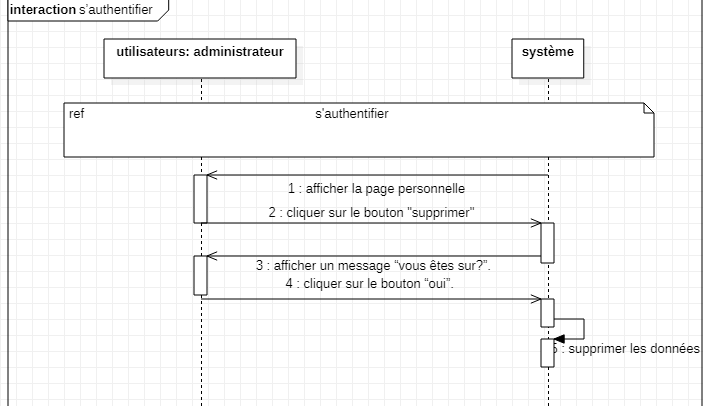 interaction s'authentifier
utilisateurs: administrateur
système
ref
s'authentifier
1 : afficher la page personnelle
2 : cliquer sur le bouton "supprimer"
3 : afficher un message “vous êtes sur?”.
4 : cliquer sur le bouton “oui”.
5 : supprimer les données